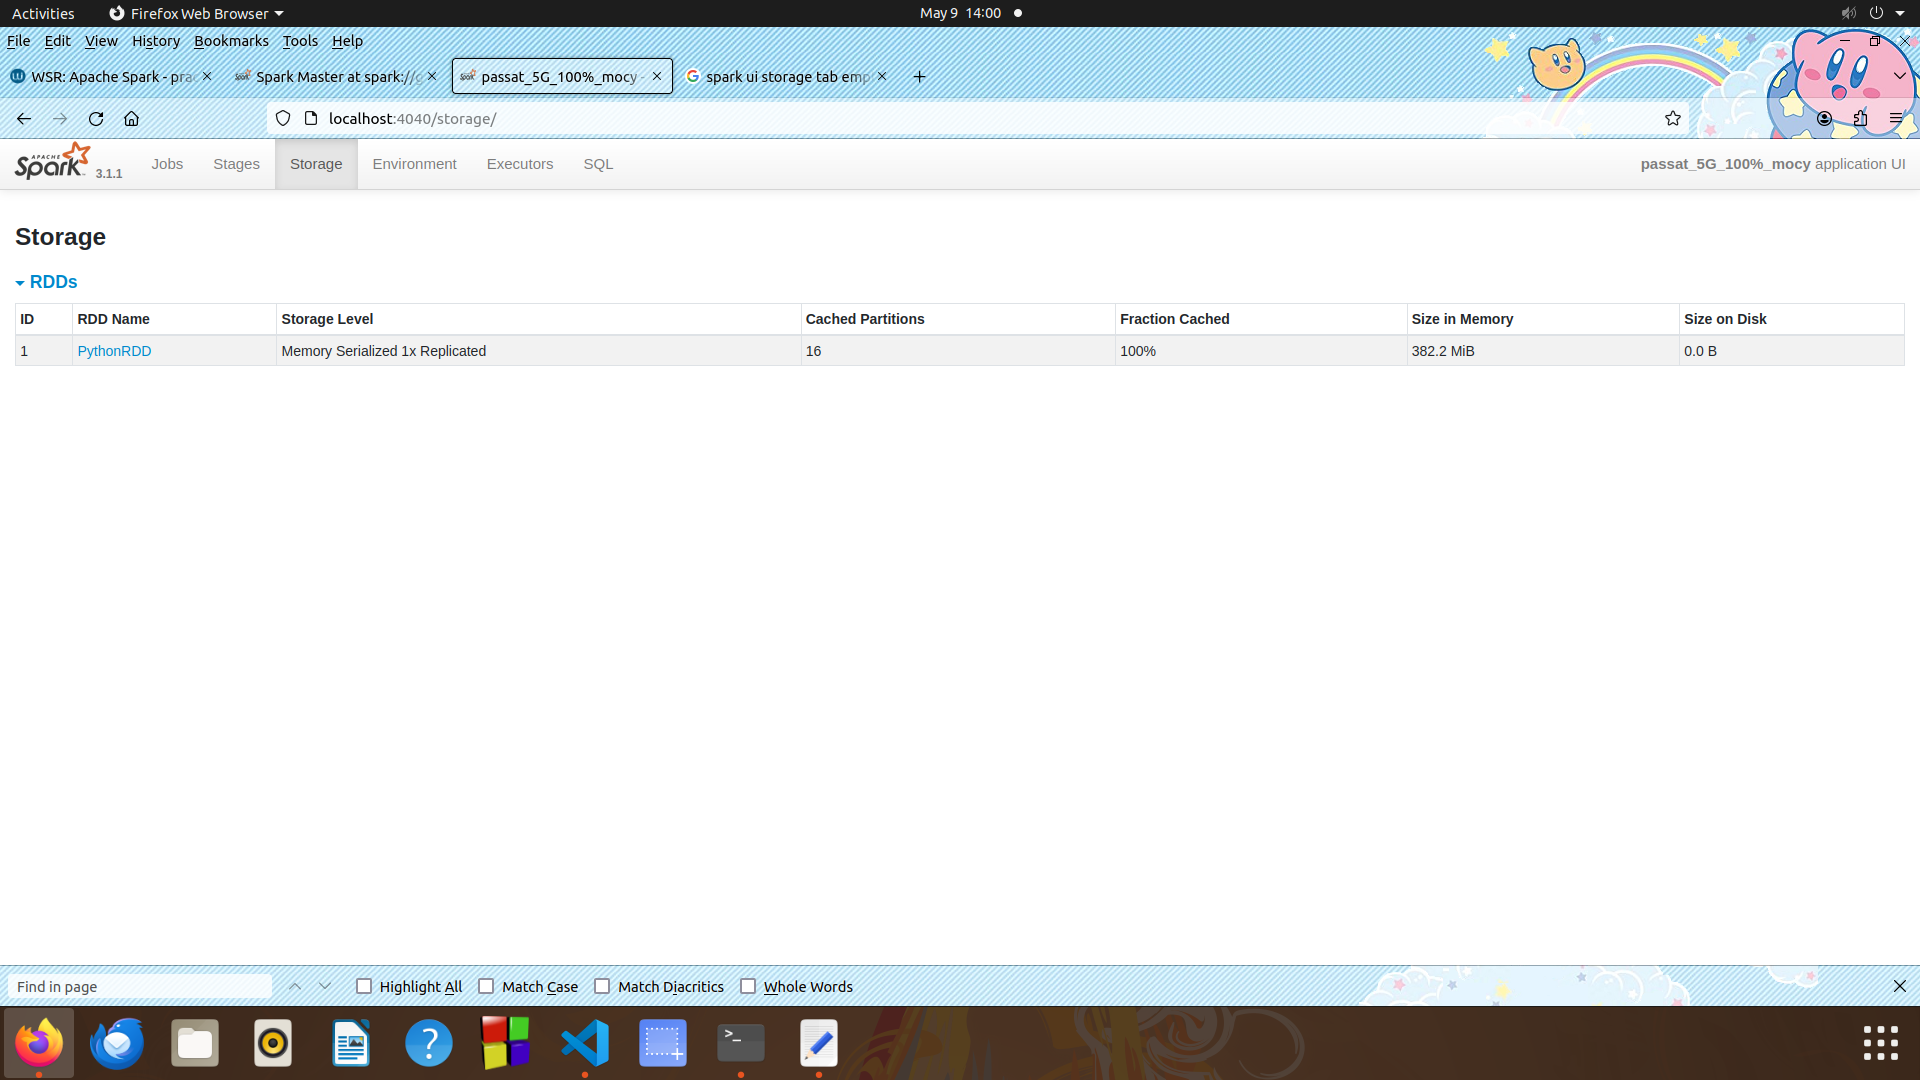 Activities
Firefox Web Browser
May 9 14:00
File Edit View History Bookmarks Tools Help
WSR: Apache Spark - prac
Spark Master at spark://
passat_5G_100%_mocy -
spark ui storage tab emp
localhost:4040/storage/
APACHE
Spark 3.1.1
Jobs
Stages
Storage
Environment
Executors
SQL
passat_5G_100%_mocy application UI
Storage
RDDs
ID RDD Name Storage Level Cached Partitions Fraction Cached Size in Memory Size on Disk
1 PythonRDD Memory Serialized 1x Replicated 16 100% 382.2 MiB 0.0 B
Find in page
Highlight All
Match Case
Match Diacritics
Whole Words